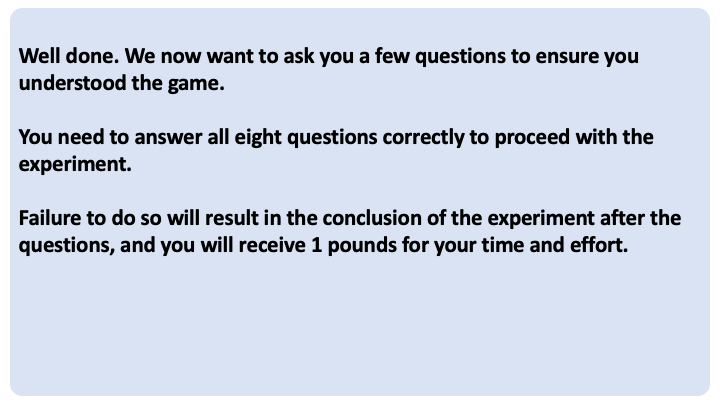 Well done. We now want to ask you a few questions to ensure you
understood the game.
You need to answer all eight questions correctly to proceed with the
experiment.
Failure to do so will result in the conclusion of the experiment after the
questions, and you will receive 1 pounds for your time and effort.